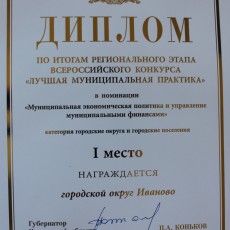 ДИПЛОМ
ПО ИТОГАМ РЕГИОНАЛЬНОГО ЭТАПА
ВСЕРОССИЙСКОГО КОНКУРСА
«ЛУЧШАЯ МУНИЦИПАЛЬНАЯ ПРАКТИКА»
в номинации
«Муниципальная экономическая политика и управление
муниципальными финансами»
категория городские округа и городские поселения
I место
НАГРАЖДАЕТСЯ
городской округ Иваново
Губернатор
П.А. КОНЬКОВ